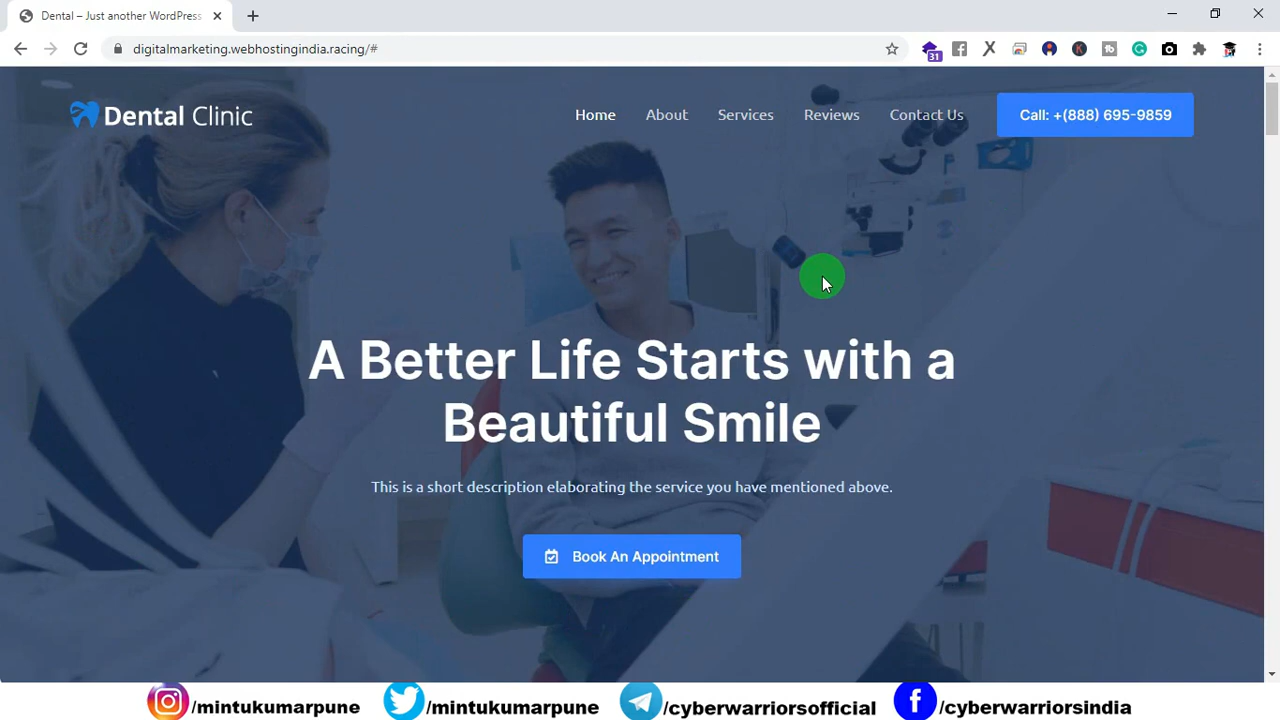 Dental – Just another WordPress
digitalmarketing.webhostingindia.racing/#
31
Dental Clinic
Home
About
Services
Reviews
Contact Us
Call: +(888) 695-9859
A Better Life Starts with a
Beautiful Smile
This is a short description elaborating the service you have mentioned above.
Book An Appointment
/mintukumarpune
/mintukumarpune
/cyberwarriorsofficial
/cyberwarriorsindia